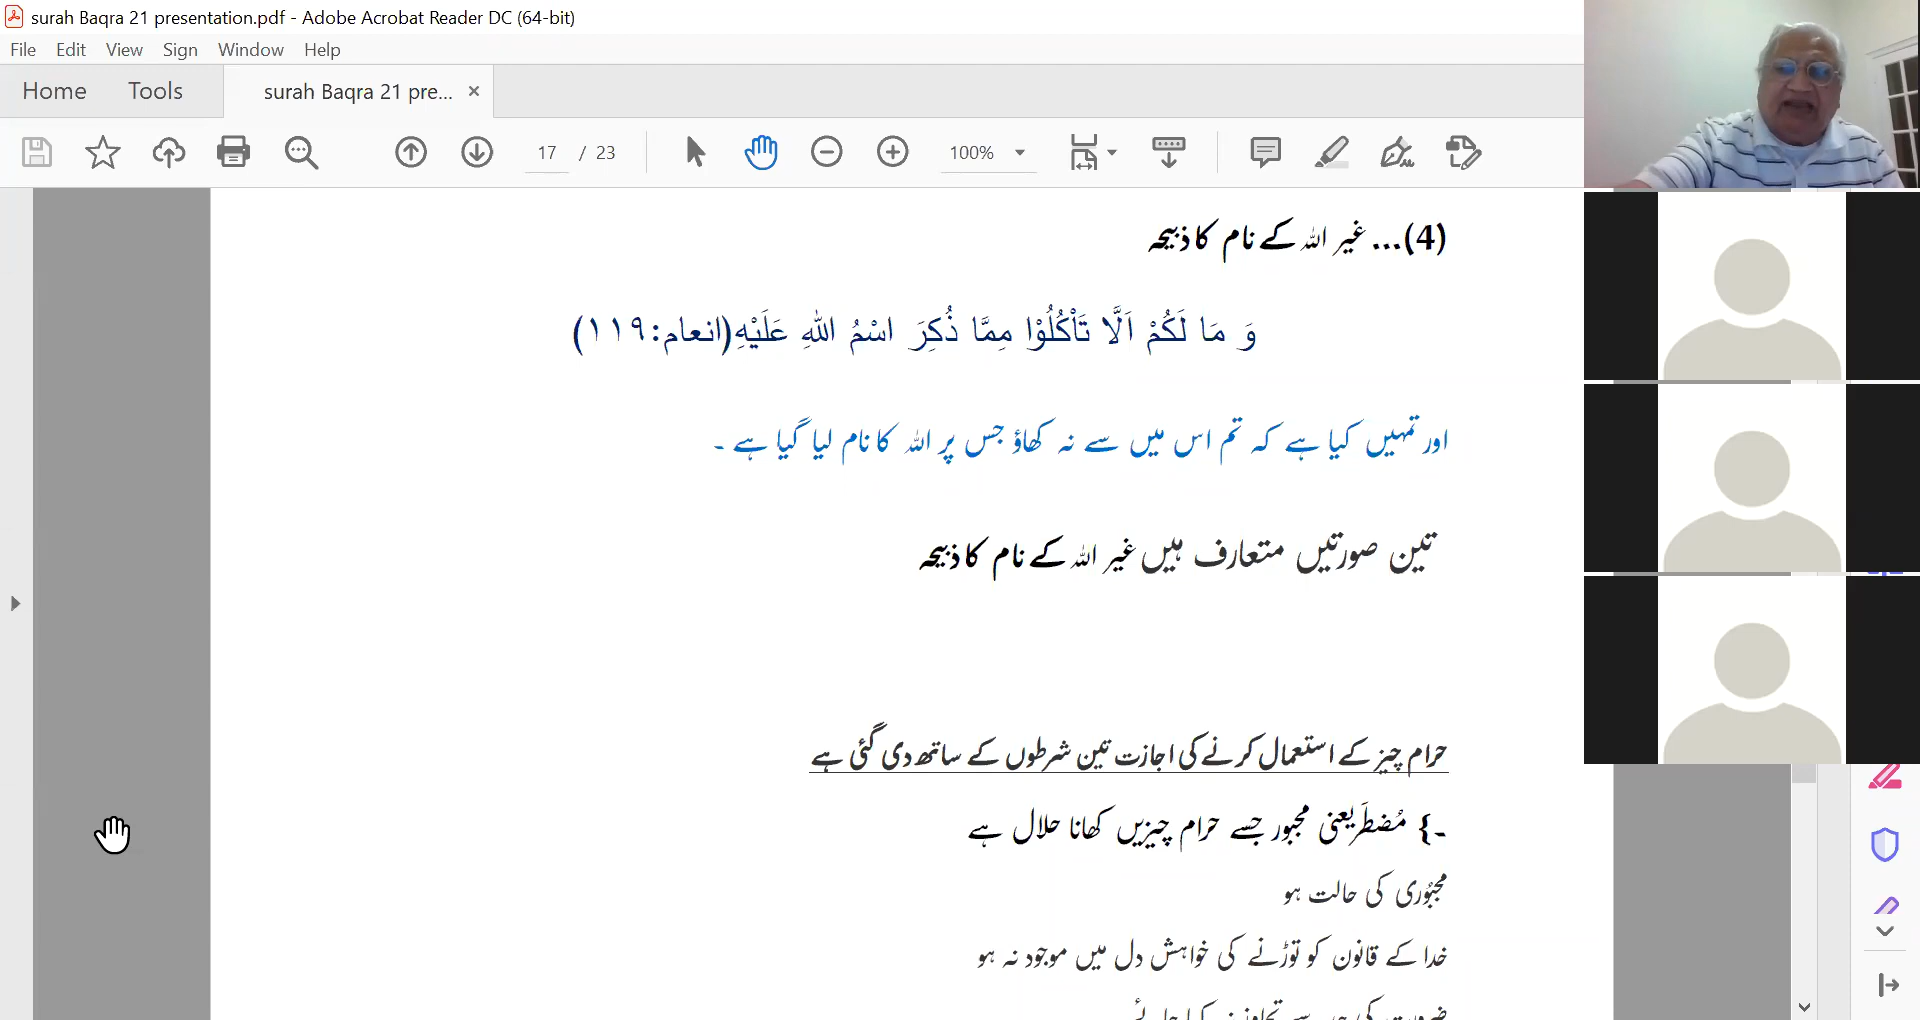 surah Baqra 21 presentation.pdf - Adobe Acrobat Reader DC (64-bit)
File Edit View Sign Window Help
Home Tools surah Baqra 21 pre... ×
17 / 23 100%
(4)... غیر اللہ کے نام کا ذبیحہ
وَ مَا لَكُمْ اَلَّا تَاْكُلُوْا مِمَّا ذُكِرَ اسْمُ اللّٰهِ عَلَیْهِ(انعام:۱۱۹)
اور تمہیں کیا ہے کہ تم اس میں سے نہ کھاؤ جس پر اللہ کا نام لیا گیا ہے ۔
تین صورتیں متعارف ہیں غیر اللہ کے نام کا ذبیحہ
حرام چیز کے استعمال کرنے کی اجازت تین شرطوں کے ساتھ دی گئی ہے
۔} مُضطَر یعنی مجبور جسے حرام چیزیں کھانا حلال ہے
مجبُوری کی حالت ہو
خدا کے قانون کو توڑنے کی خواہش دل میں موجود نہ ہو